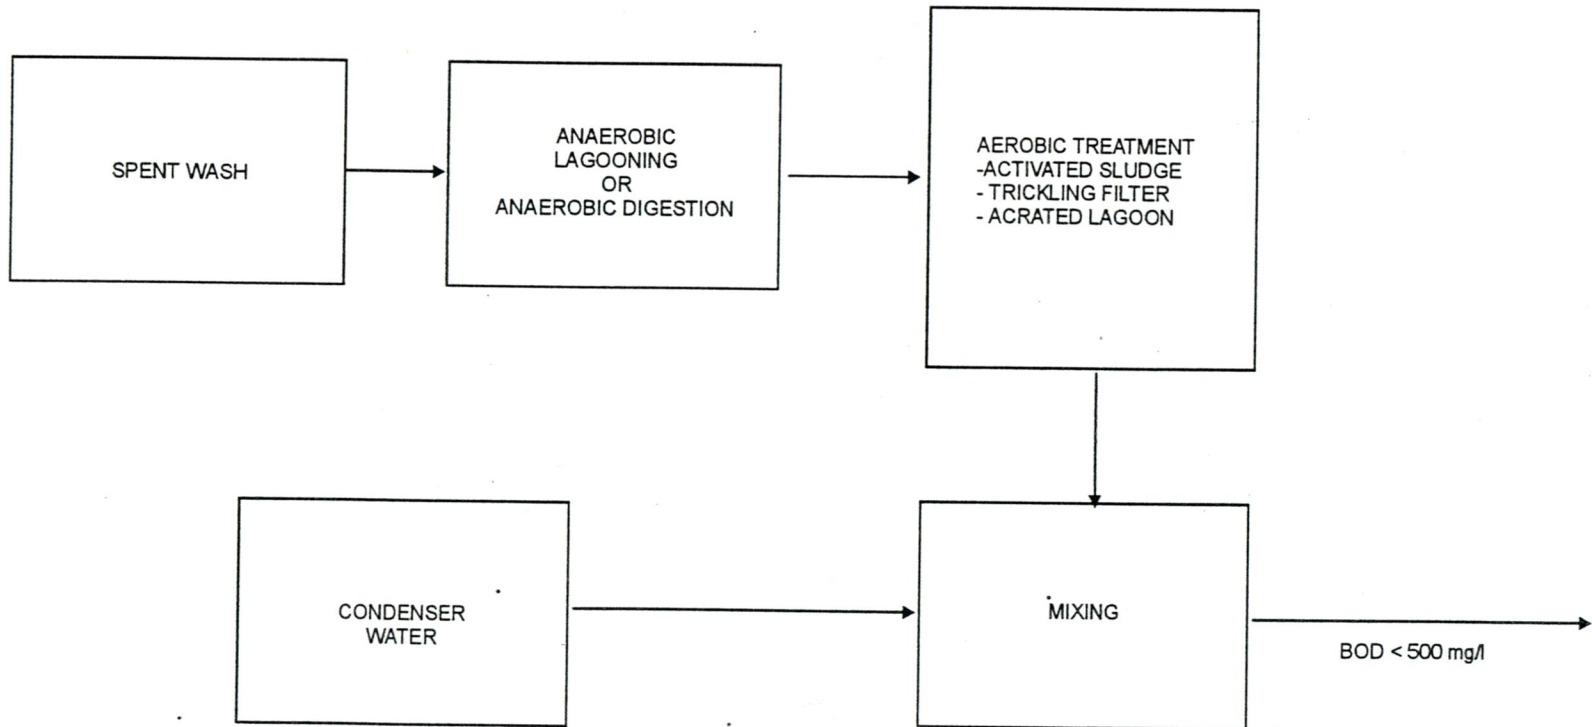 SPENT WASH
ANAEROBIC
LAGOONING
OR
ANAEROBIC DIGESTION
AEROBIC TREATMENT
-ACTIVATED SLUDGE
- TRICKLING FILTER
- ACRATED LAGOON
CONDENSER
WATER
MIXING
BOD < 500 mg/l